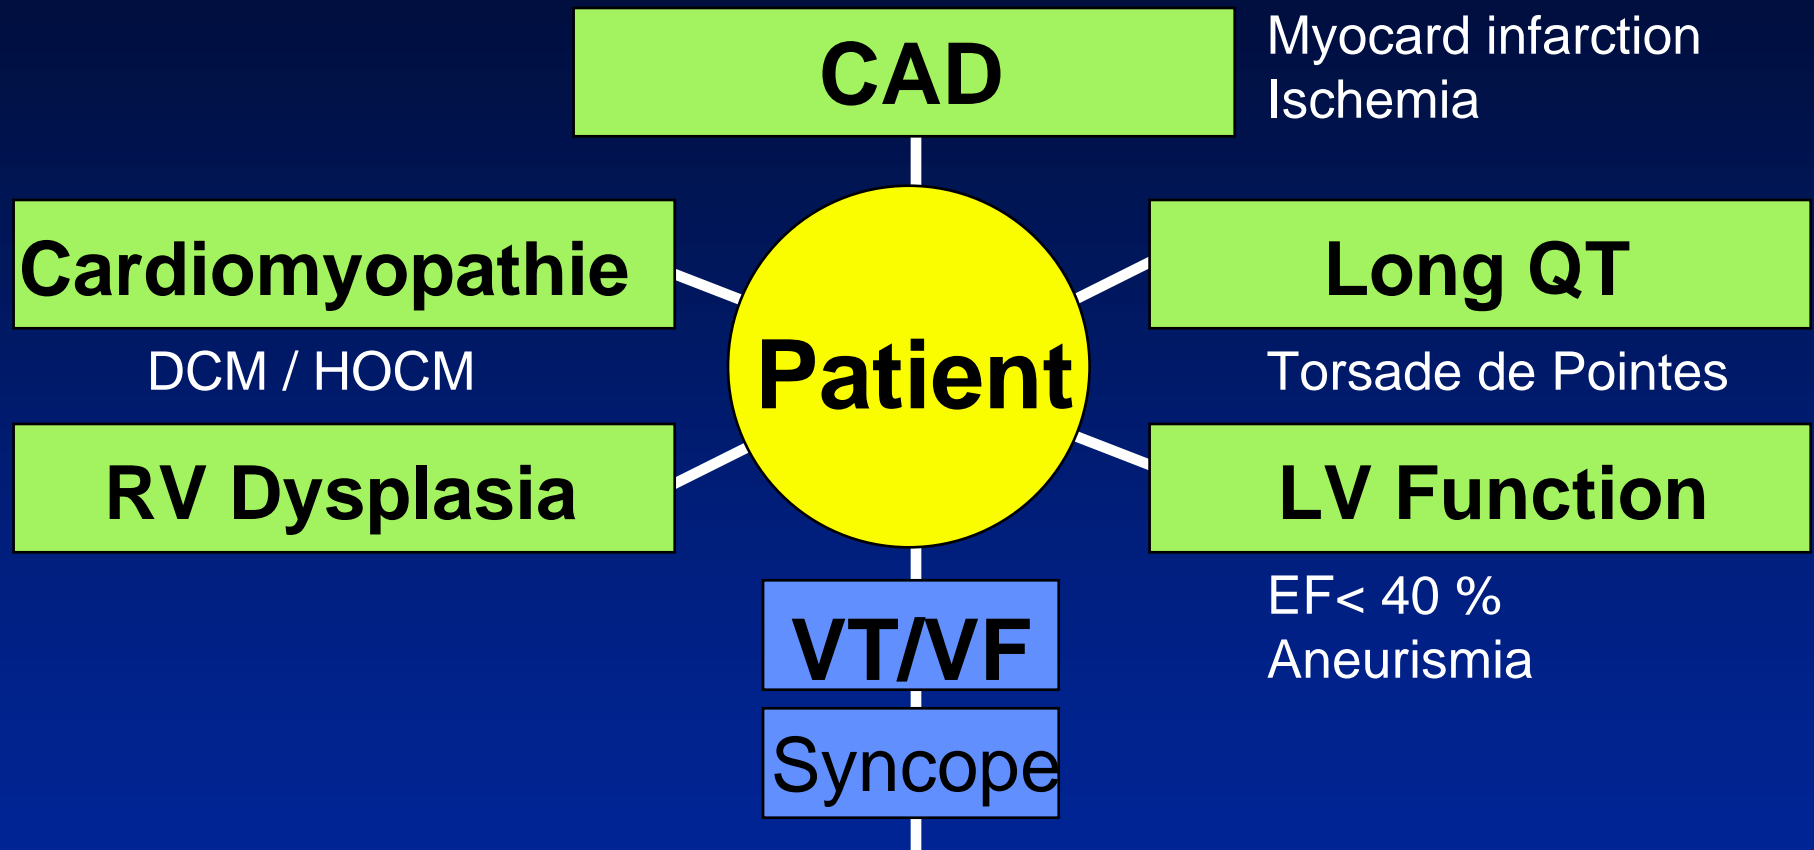 CAD
Myocard infarction
Ischemia
Cardiomyopathie
DCM / HOCM
Long QT
Torsade de Pointes
Patient
RV Dysplasia
LV Function
EF< 40 %
Aneurismia
VT/VF
Syncope